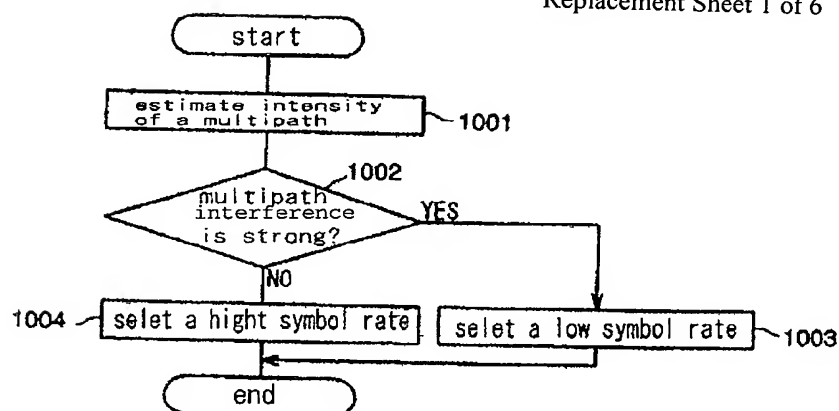 Replacement Sheet 1 of 6
start
estimate intensity
of a multipath
1001
1002
multipath
interference
is strong?
YES
NO
1004
selet a hight symbol rate
selet a low symbol rate
1003
end